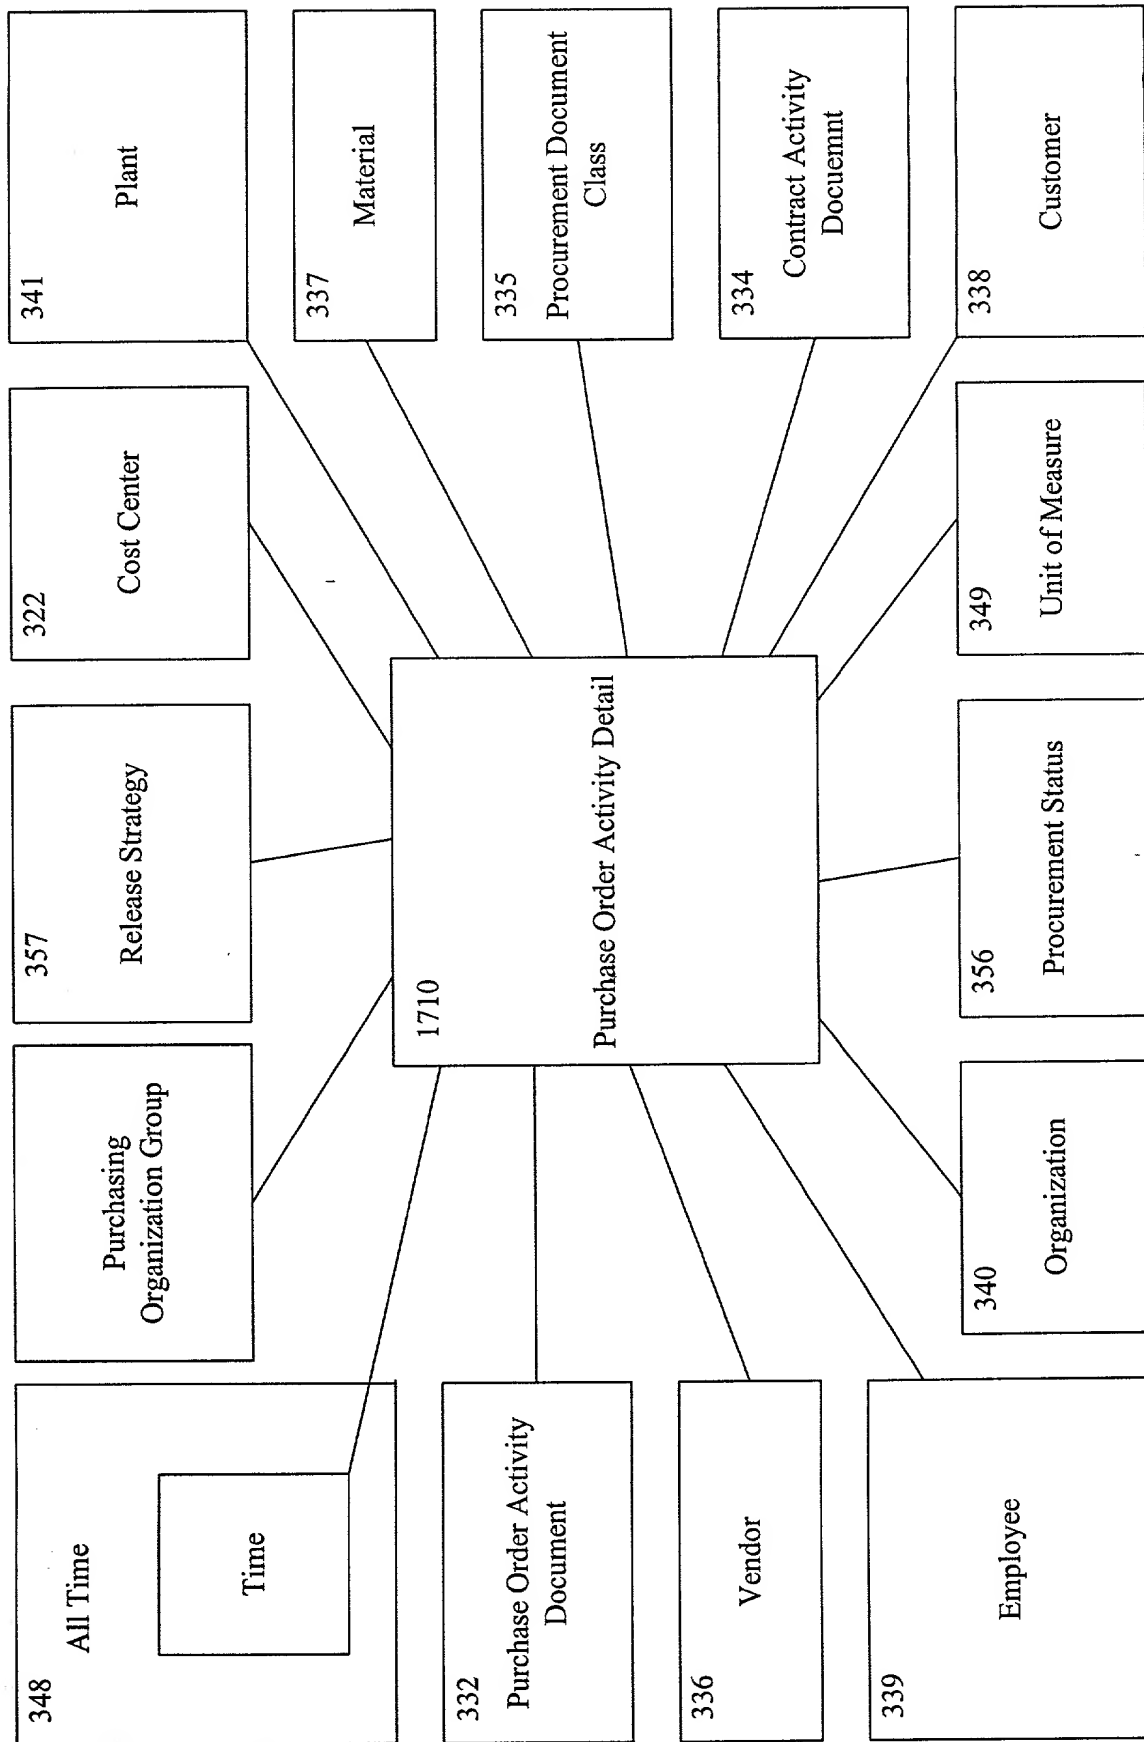 348
All Time
Time
Purchasing
Organization Group
357
Release Strategy
322
Cost Center
341
Plant
337
Material
332
Purchase Order Activity
Document
1710
Purchase Order Activity Detail
335
Procurement Document
Class
336
Vendor
334
Contract Activity
Docuemnt
339
Employee
340
Organization
356
Procurement Status
349
Unit of Measure
338
Customer